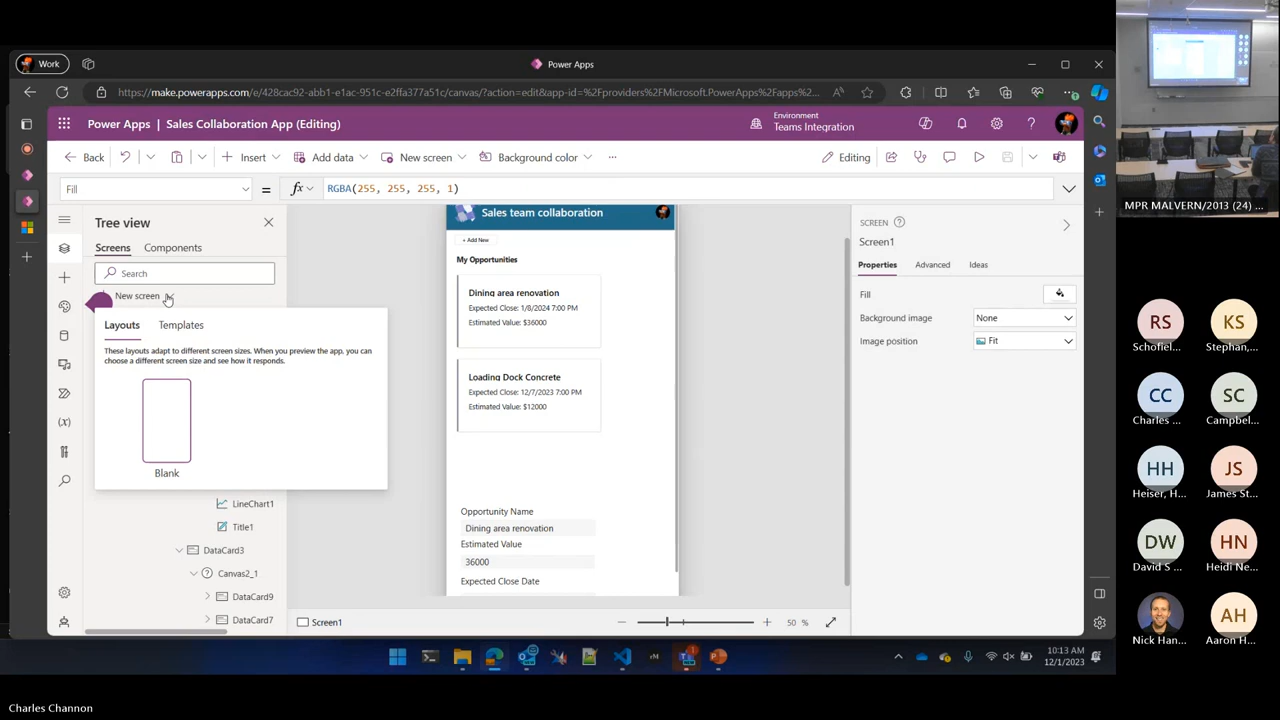 Work
Power Apps
https://make.powerapps.com/e/428cac92-abb1-e1ac-951c-e2ffa377a51c/canvas/?action=edit&app-id=%2Fproviders%2FMicrosoft.PowerApps%2Fapps%2F...
Power Apps | Sales Collaboration App (Editing)
Environment
Teams Integration
Back
Insert
Add data
New screen
Background color
...
Editing
Fill
=
fx
RGBA(255, 255, 255, 1)
Tree view
Screens
Components
Search
New screen
Layouts
Templates
These layouts adapt to different screen sizes. When you preview the app, you can
choose a different screen size and see how it responds.
Blank
LineChart1
Title1
DataCard3
Canvas2_1
DataCard9
DataCard7
Sales team collaboration
+ Add New
My Opportunities
Dining area renovation
Expected Close: 1/8/2024 7:00 PM
Estimated Value: $36000
Loading Dock Concrete
Expected Close: 12/7/2023 7:00 PM
Estimated Value: $12000
Opportunity Name
Dining area renovation
Estimated Value
36000
Expected Close Date
Screen1
50 %
SCREEN
Screen1
Properties
Advanced
Ideas
Fill
Background image
None
Image position
Fit
10:13 AM
12/1/2023
MPR MALVERN/2013 (24) ...
RS
Schofiel...
KS
Stephan,...
CC
Charles ...
SC
Campbel...
HH
Heiser, H...
JS
James St...
DW
David S ...
HN
Heidi Ne...
Nick Han...
AH
Aaron H...
Charles Channon